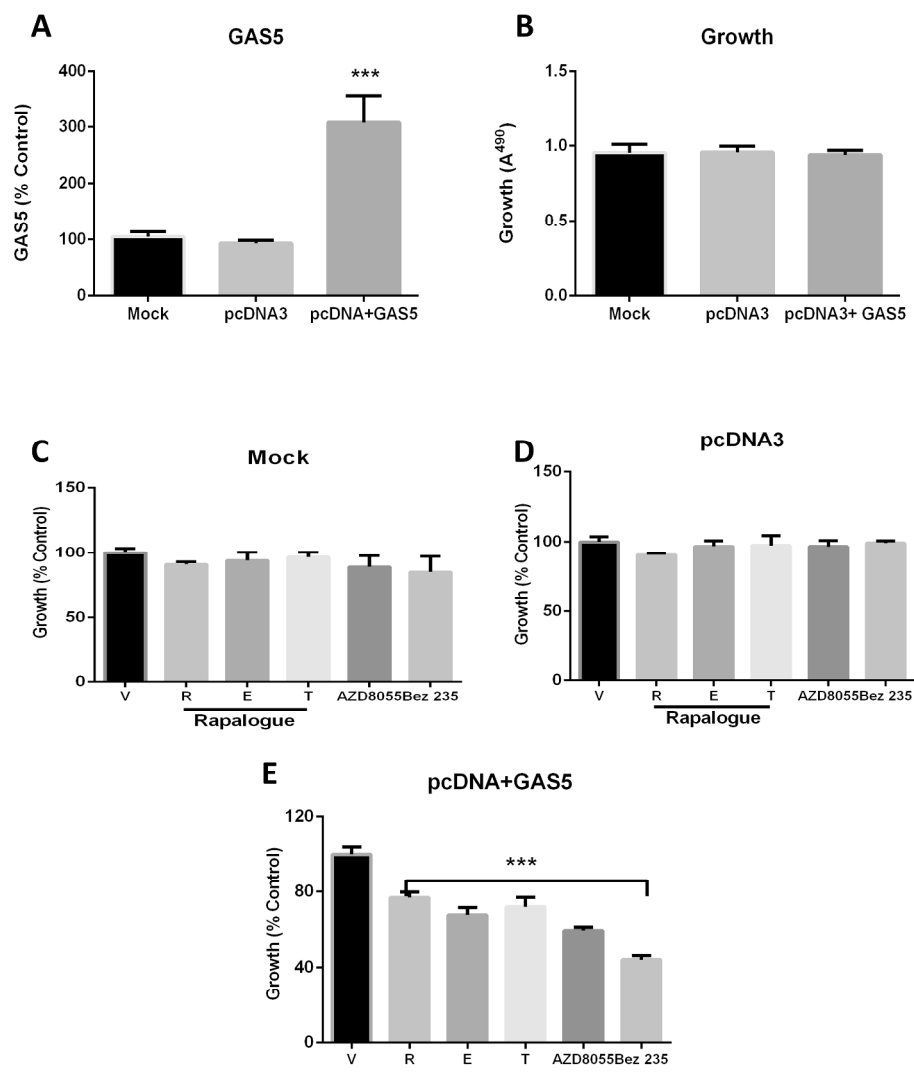 A
GAS5
GAS5 (% Control)
400
300
200
100
0
***
Mock pcDNA3 pcDNA+GAS5
B
Growth
Growth (A490)
1.5
1.0
0.5
0.0
Mock pcDNA3 pcDNA3+ GAS5
C
Mock
Growth (% Control)
150
100
50
0
V R E T AZD8055Bez 235
Rapalogue
D
pcDNA3
Growth (% Control)
150
100
50
0
V R E T AZD8055Bez 235
Rapalogue
E
pcDNA+GAS5
Growth (% Control)
120
80
40
0
***
V R E T AZD8055Bez 235